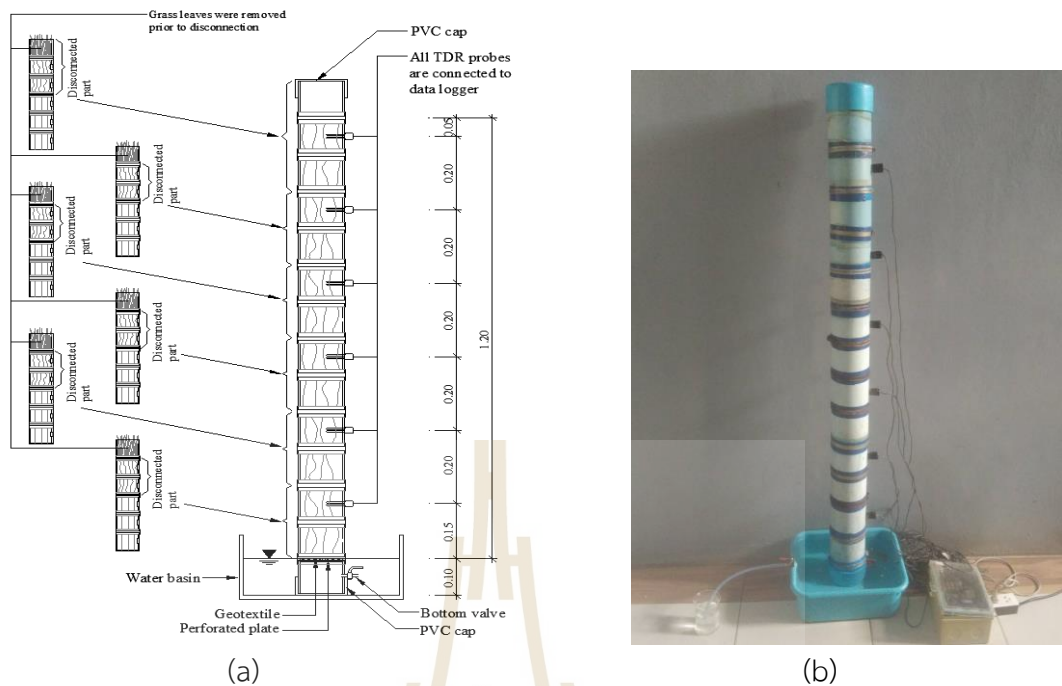 Grass leaves were removed
prior to disconnection
PVC cap
All TDR probes
are connected to
data logger
Disconnected
part
Disconnected
part
Disconnected
part
Disconnected
part
Disconnected
part
Disconnected
part
0.05
0.20
0.20
0.20
0.20
0.20
0.15
0.10
1.20
Water basin
Geotextile
Perforated plate
Bottom valve
PVC cap
(a)
(b)